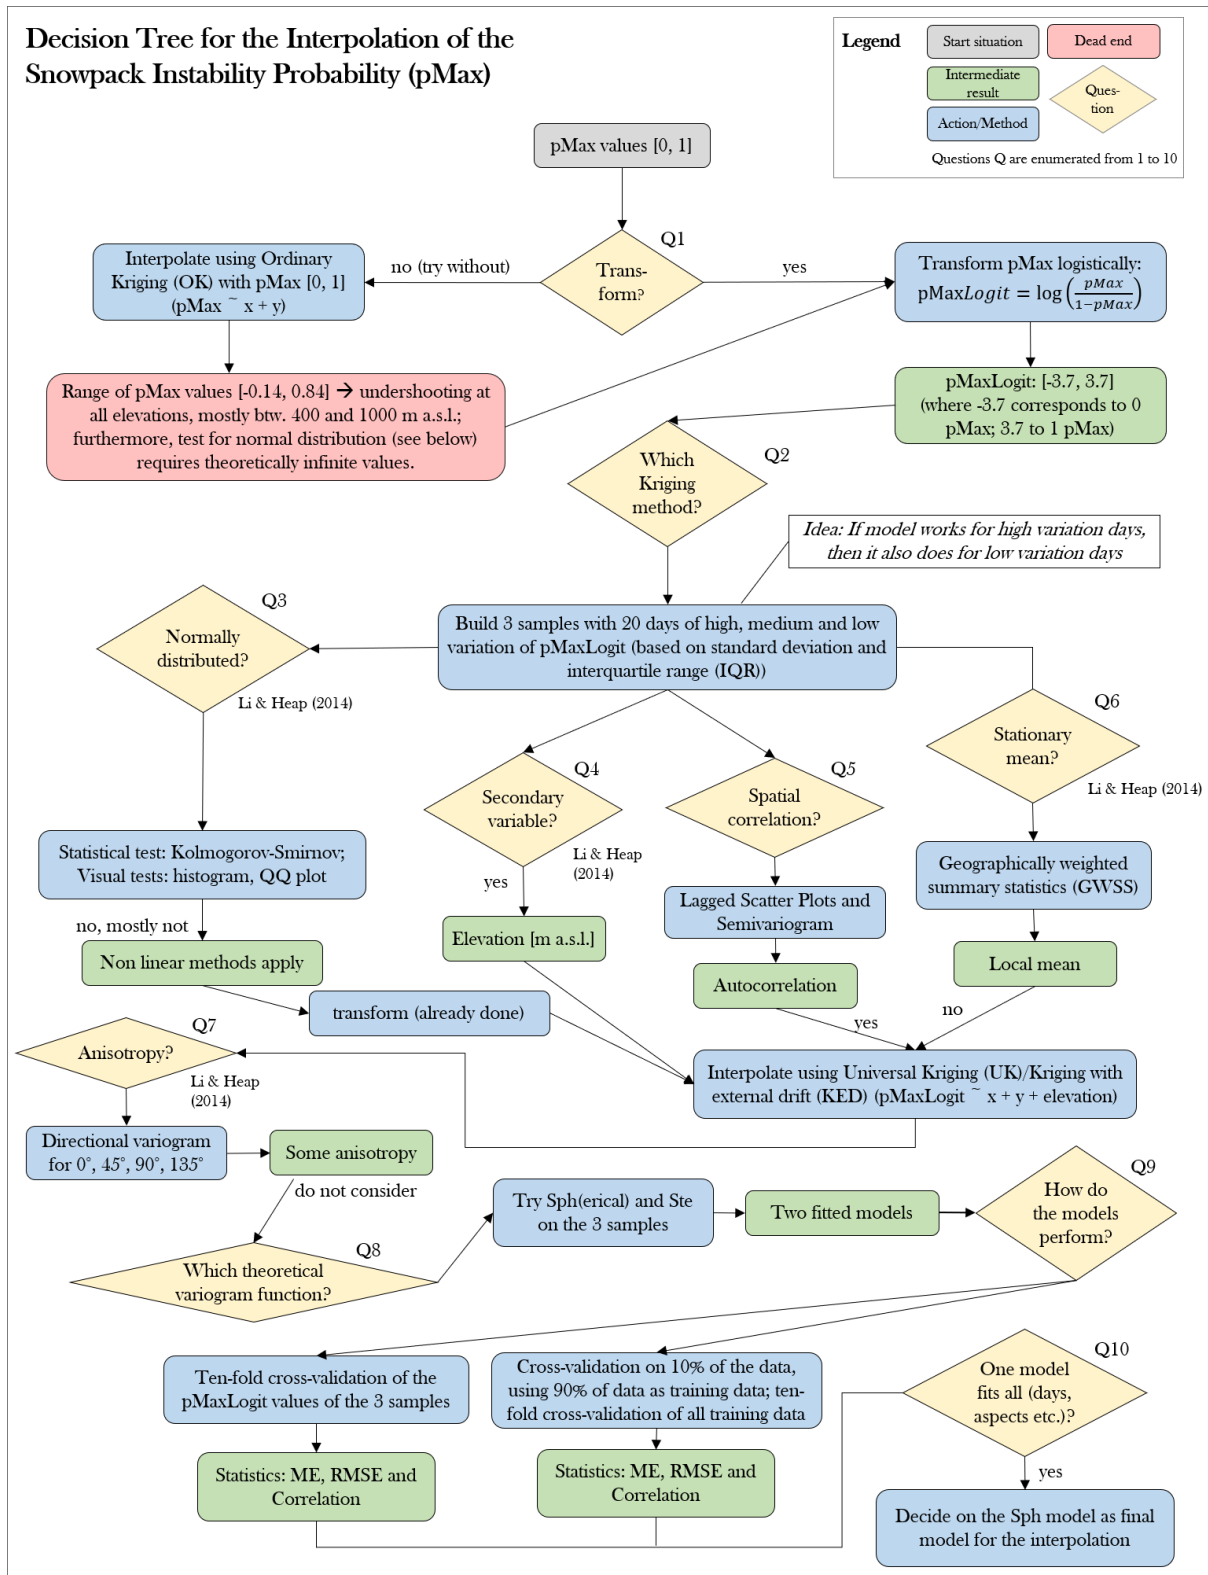 Decision Tree for the Interpolation of the
Snowpack Instability Probability (pMax)
Legend
Start situation
Dead end
Intermediate
result
Ques-
tion
Action/Method
Questions Q are enumerated from 1 to 10
pMax values [0, 1]
Q1
Trans-
form?
no (try without)
yes
Interpolate using Ordinary
Kriging (OK) with pMax [0, 1]
(pMax ~ x + y)
Transform pMax logistically:
pMaxLogit = log(pMax/1−pMax)
Range of pMax values [-0.14, 0.84] → undershooting at
all elevations, mostly btw. 400 and 1000 m a.s.l.;
furthermore, test for normal distribution (see below)
requires theoretically infinite values.
pMaxLogit: [-3.7, 3.7]
(where -3.7 corresponds to 0
pMax; 3.7 to 1 pMax)
Q2
Which
Kriging
method?
Idea: If model works for high variation days,
then it also does for low variation days
Q3
Normally
distributed?
Li & Heap (2014)
Build 3 samples with 20 days of high, medium and low
variation of pMaxLogit (based on standard deviation and
interquartile range (IQR))
Q4
Secondary
variable?
Li & Heap
(2014)
Q5
Spatial
correlation?
Q6
Stationary
mean?
Li & Heap (2014)
Statistical test: Kolmogorov-Smirnov;
Visual tests: histogram, QQ plot
yes
Lagged Scatter Plots and
Semivariogram
Geographically weighted
summary statistics (GWSS)
no, mostly not
Non linear methods apply
Elevation [m a.s.l.]
Autocorrelation
Local mean
transform (already done)
yes
no
Q7
Anisotropy?
Li & Heap
(2014)
Interpolate using Universal Kriging (UK)/Kriging with
external drift (KED) (pMaxLogit ~ x + y + elevation)
Directional variogram
for 0°, 45°, 90°, 135°
Some anisotropy
do not consider
Q8
Which theoretical
variogram function?
Try Sph(erical) and Ste
on the 3 samples
Two fitted models
Q9
How do
the models
perform?
Ten-fold cross-validation of the
pMaxLogit values of the 3 samples
Cross-validation on 10% of the data,
using 90% of data as training data; ten-
fold cross-validation of all training data
Q10
One model
fits all (days,
aspects etc.)?
Statistics: ME, RMSE and
Correlation
Statistics: ME, RMSE and
Correlation
yes
Decide on the Sph model as final
model for the interpolation